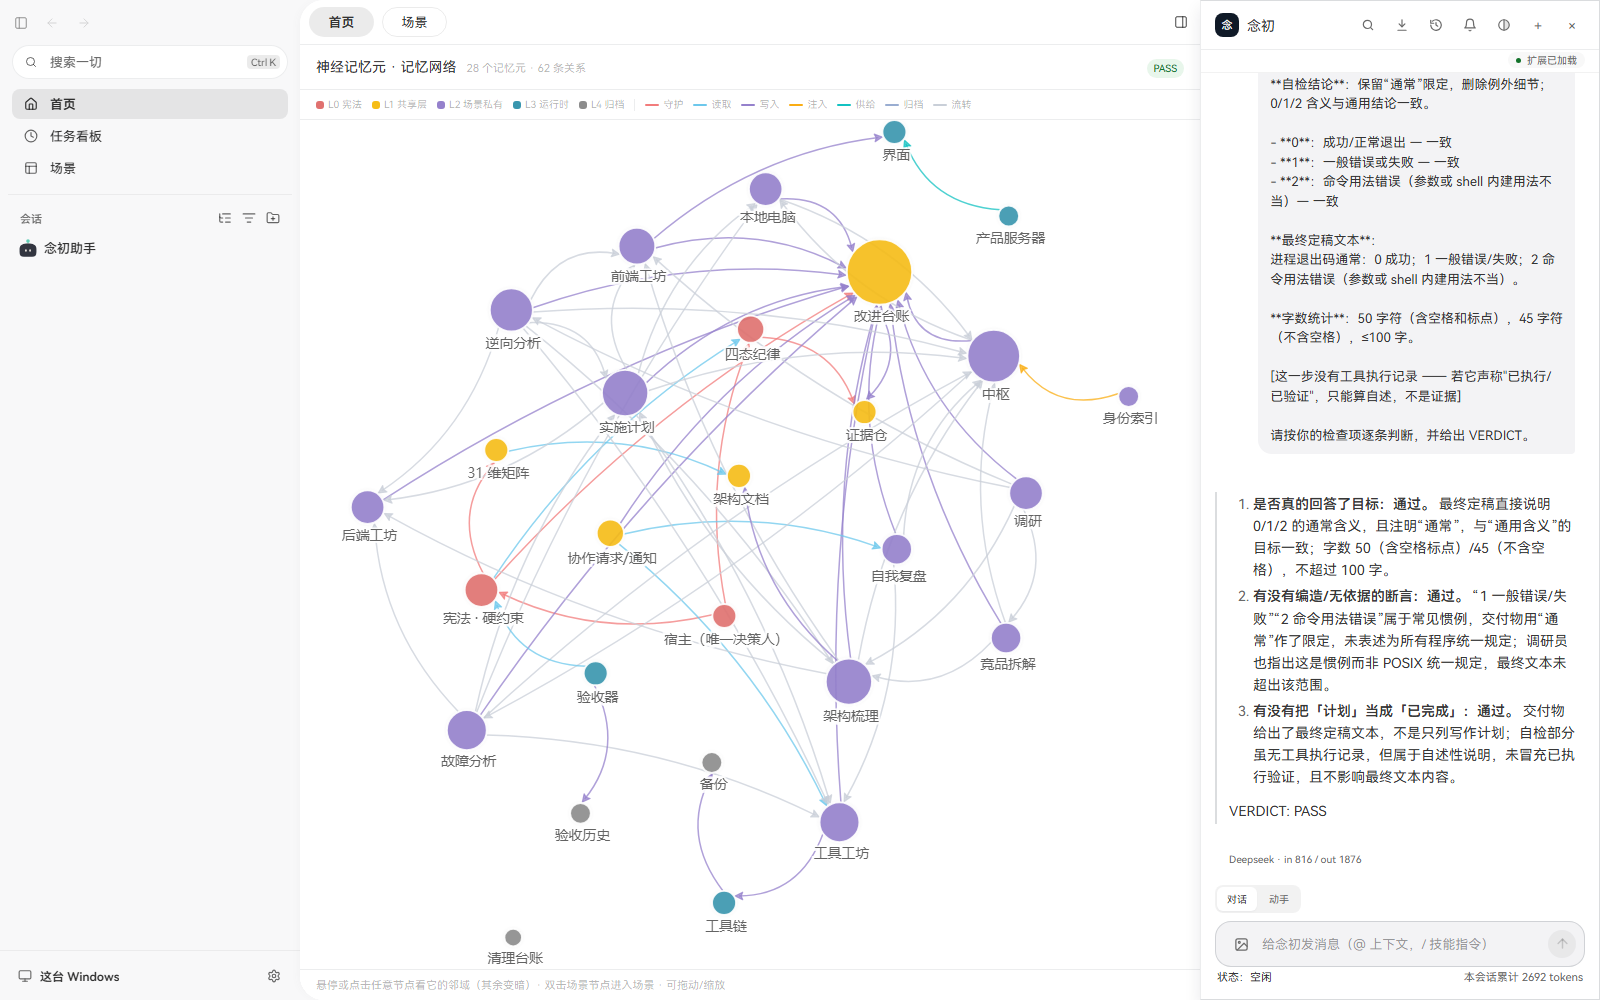 搜索一切
Ctrl K
首页
任务看板
场景
会话
念初助手
这台 Windows
首页
场景
神经记忆元 · 记忆网络
28 个记忆元 · 62 条关系
PASS
L0 宪法
L1 共享层
L2 场景私有
L3 运行时
L4 归档
守护
读取
写入
注入
供给
归档
流转
界面
本地电脑
产品服务器
前端工坊
改进台账
逆向分析
四态纪律
中枢
身份索引
实施计划
证据仓
31 维矩阵
架构文档
后端工坊
调研
协作请求/通知
自我复盘
宪法 · 硬约束
宿主（唯一决策人）
竞品拆解
验收器
架构梳理
故障分析
备份
验收历史
工具工坊
工具链
清理台账
悬停或点击任意节点看它的邻域（其余变暗）· 双击场景节点进入场景 · 可拖动/缩放
念
念初
扩展已加载
**自检结论**：保留“通常”限定，删除例外细节；
0/1/2 含义与通用结论一致。
- **0**：成功/正常退出 — 一致
- **1**：一般错误或失败 — 一致
- **2**：命令用法错误（参数或 shell 内建用法不
当）— 一致
**最终定稿文本**：
进程退出码通常：0 成功；1 一般错误/失败；2 命
令用法错误（参数或 shell 内建用法不当）。
**字数统计**：50 字符（含空格和标点），45 字符
（不含空格），≤100 字。
[这一步没有工具执行记录 —— 若它声称"已执行/
已验证"，只能算自述，不是证据]
请按你的检查项逐条判断，并给出 VERDICT。
1. 是否真的回答了目标：通过。 最终定稿直接说明
0/1/2 的通常含义，且注明“通常”，与“通用含义”的
目标一致；字数 50（含空格标点）/45（不含空
格），不超过 100 字。
2. 有没有编造/无依据的断言：通过。 “1 一般错误/失
败”“2 命令用法错误”属于常见惯例，交付物用“通
常”作了限定，未表述为所有程序统一规定；调研员
也指出这是惯例而非 POSIX 统一规定，最终文本未
超出该范围。
3. 有没有把「计划」当成「已完成」：通过。 交付物
给出了最终定稿文本，不是只列写作计划；自检部分
虽无工具执行记录，但属于自述性说明，未冒充已执
行验证，且不影响最终文本内容。
VERDICT: PASS
Deepseek · in 816 / out 1876
对话
动手
给念初发消息（@ 上下文，/ 技能指令）
状态：空闲
本会话累计 2692 tokens